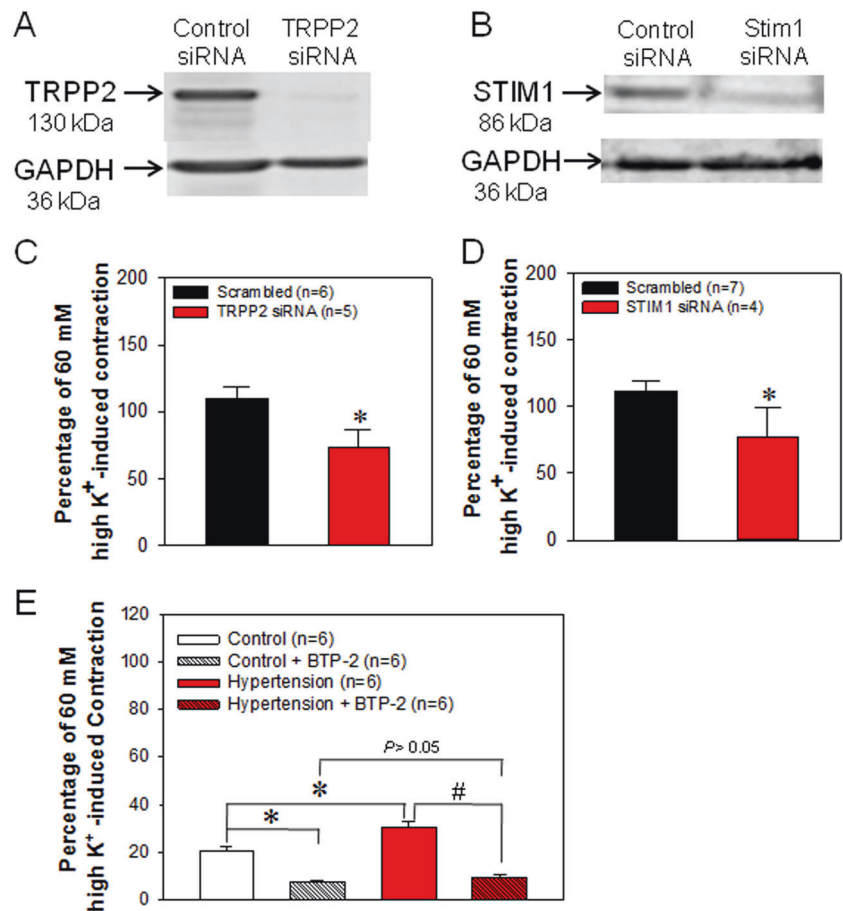 A
Control siRNA
TRPP2 siRNA
TRPP2
130 kDa
GAPDH
36 kDa
B
Control siRNA
Stim1 siRNA
STIM1
86 kDa
GAPDH
36 kDa
C
Percentage of 60 mM
high K⁺-induced contraction
200
150
100
50
0
Scrambled (n=6)
TRPP2 siRNA (n=5)
*
D
Percentage of 60 mM
high K⁺-induced contraction
200
150
100
50
0
Scrambled (n=7)
STIM1 siRNA (n=4)
*
E
Percentage of 60 mM
high K⁺-induced Contraction
120
100
80
60
40
20
0
Control (n=6)
Control + BTP-2 (n=6)
Hypertension (n=6)
Hypertension + BTP-2 (n=6)
P> 0.05
*
#
*